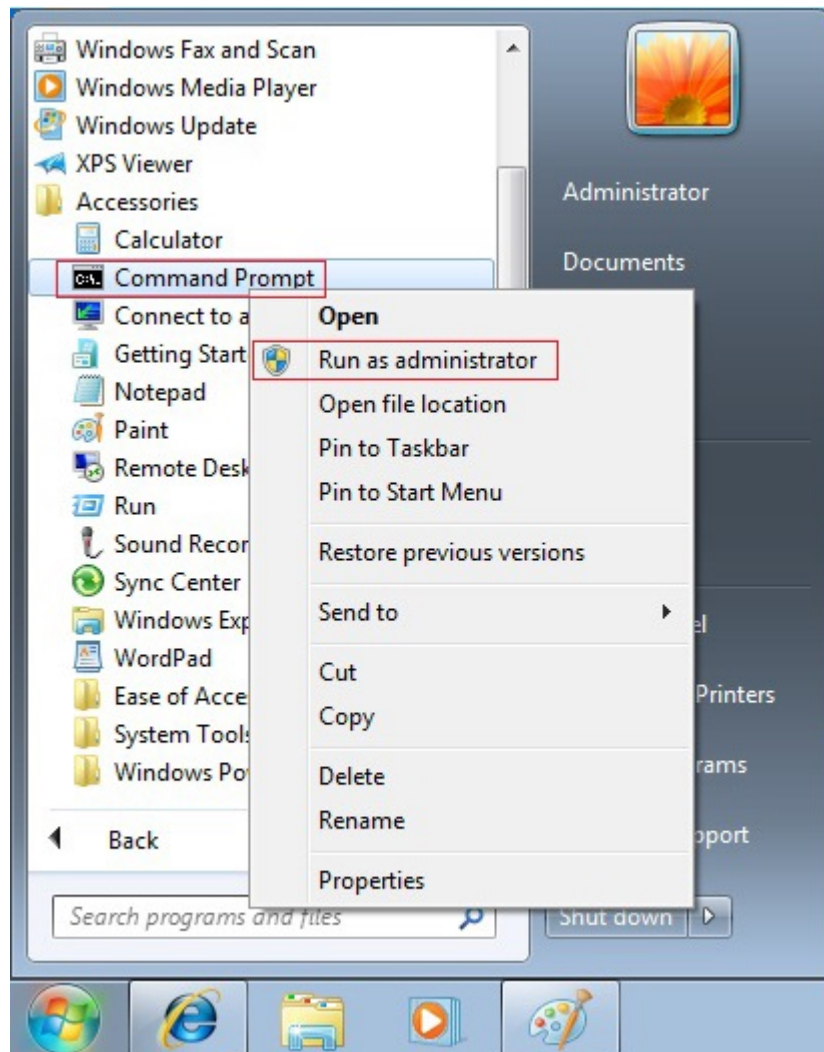 Windows Fax and Scan
Windows Media Player
Windows Update
XPS Viewer
Accessories
Calculator
C:\.
Command Prompt
Connect to a
Getting Start
Notepad
Paint
Remote Desk
Run
Sound Recor
Sync Center
Windows Exp
WordPad
Ease of Acce
System Tools
Windows Po
Back
Search programs and files
Open
Run as administrator
Open file location
Pin to Taskbar
Pin to Start Menu
Restore previous versions
Send to
Cut
Copy
Delete
Rename
Properties
Administrator
Documents
el
Printers
rams
pport
Shut down